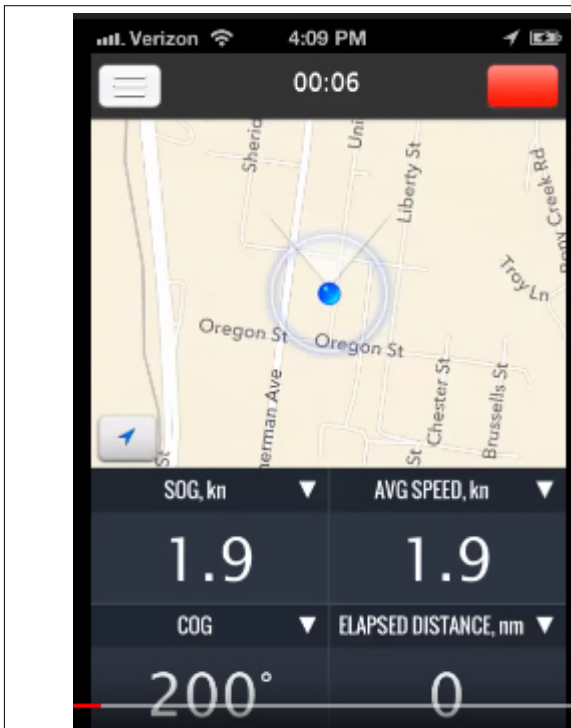 Verizon 4:09 PM
00:06
Sherid
Uni
Liberty St
Creek Rd
Troy Ln
Oregon St
Oregon St
erman Ave
St
St
Chester St
Brussells St
SOG, kn ▼ AVG SPEED, kn ▼
1.9 1.9
COG ▼ ELAPSED DISTANCE, nm ▼
200° 0